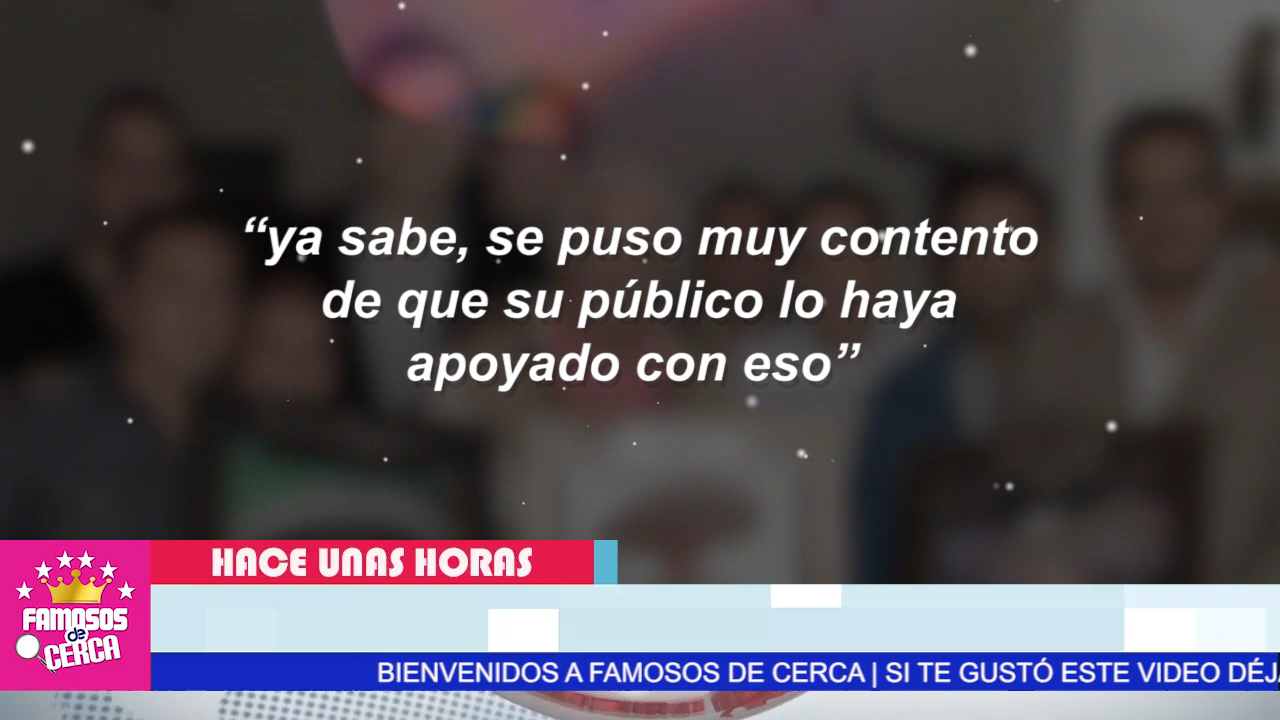 “ya sabe, se puso muy contento
de que su público lo haya
apoyado con eso”
HACE UNAS HORAS
FAMOSOS
de
CERCA
BIENVENIDOS A FAMOSOS DE CERCA | SI TE GUSTÓ ESTE VIDEO DÉJA